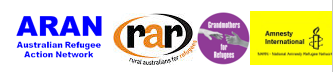 ARAN
Australian Refugee
Action Network
rar
rural australians for refugees
Grandmothers
for
Refugees
Amnesty
International
NARN - National Amnesty Refugee Network